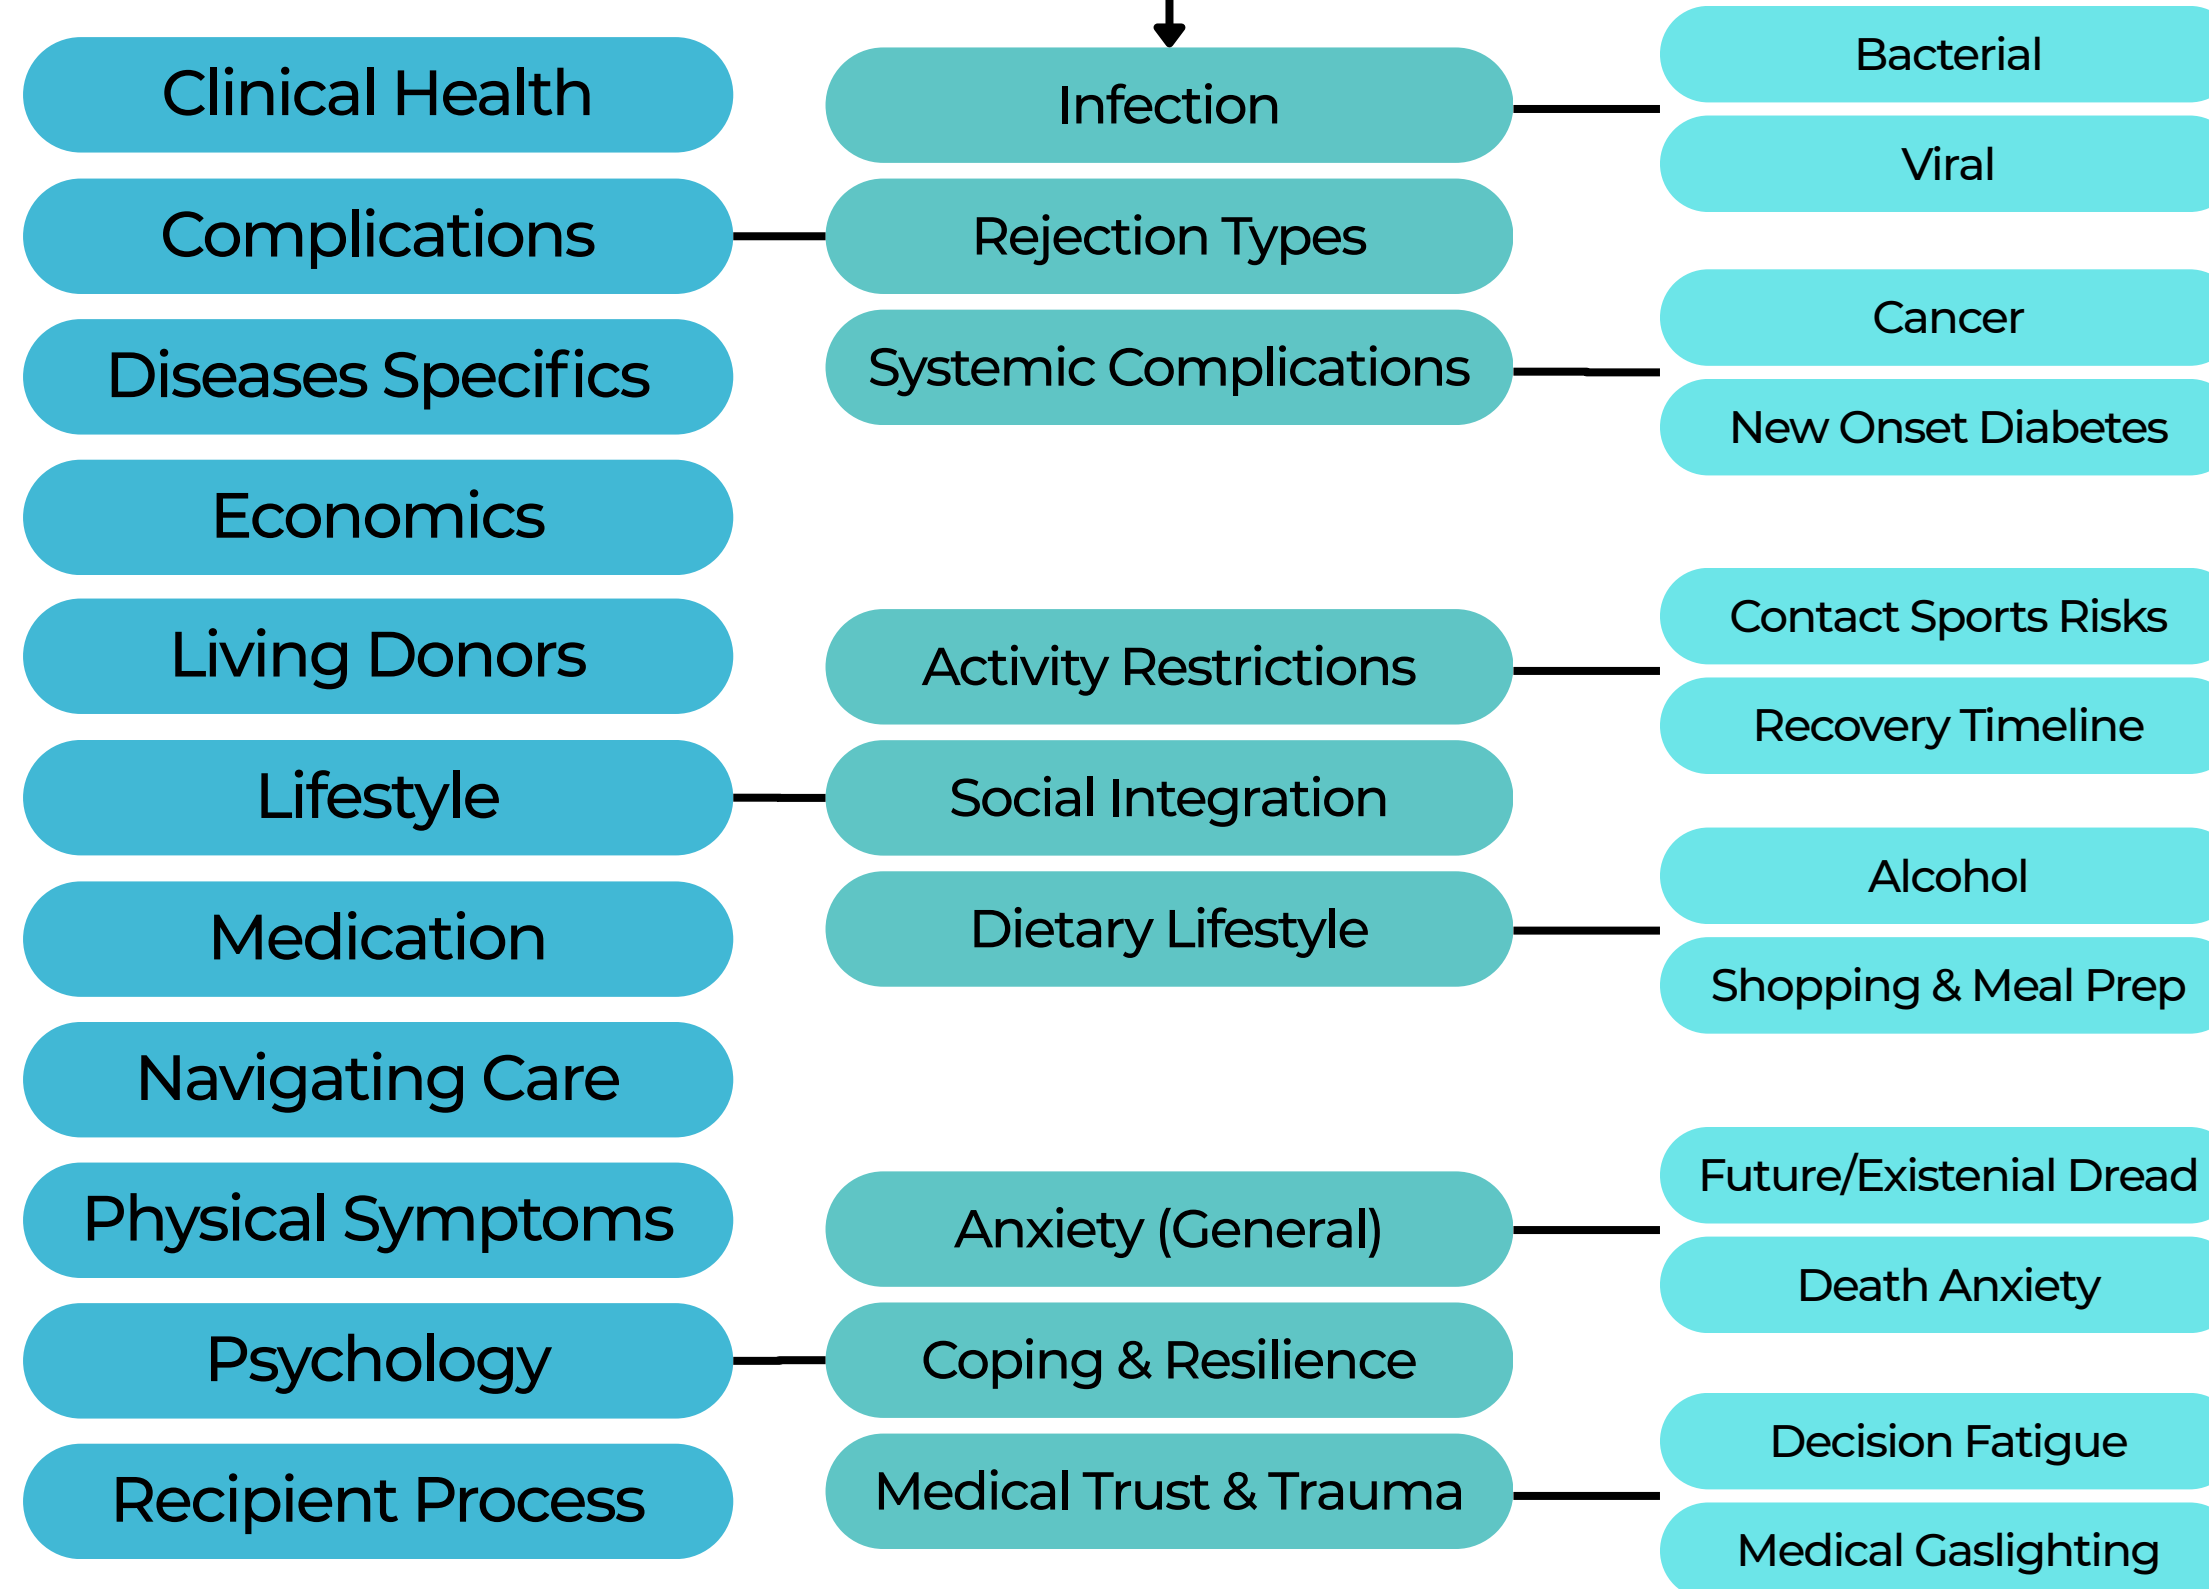 Clinical Health
Complications
Diseases Specifics
Economics
Living Donors
Lifestyle
Medication
Navigating Care
Physical Symptoms
Psychology
Recipient Process
Infection
Rejection Types
Systemic Complications
Activity Restrictions
Social Integration
Dietary Lifestyle
Anxiety (General)
Coping & Resilience
Medical Trust & Trauma
Bacterial
Viral
Cancer
New Onset Diabetes
Contact Sports Risks
Recovery Timeline
Alcohol
Shopping & Meal Prep
Future/Existenial Dread
Death Anxiety
Decision Fatigue
Medical Gaslighting